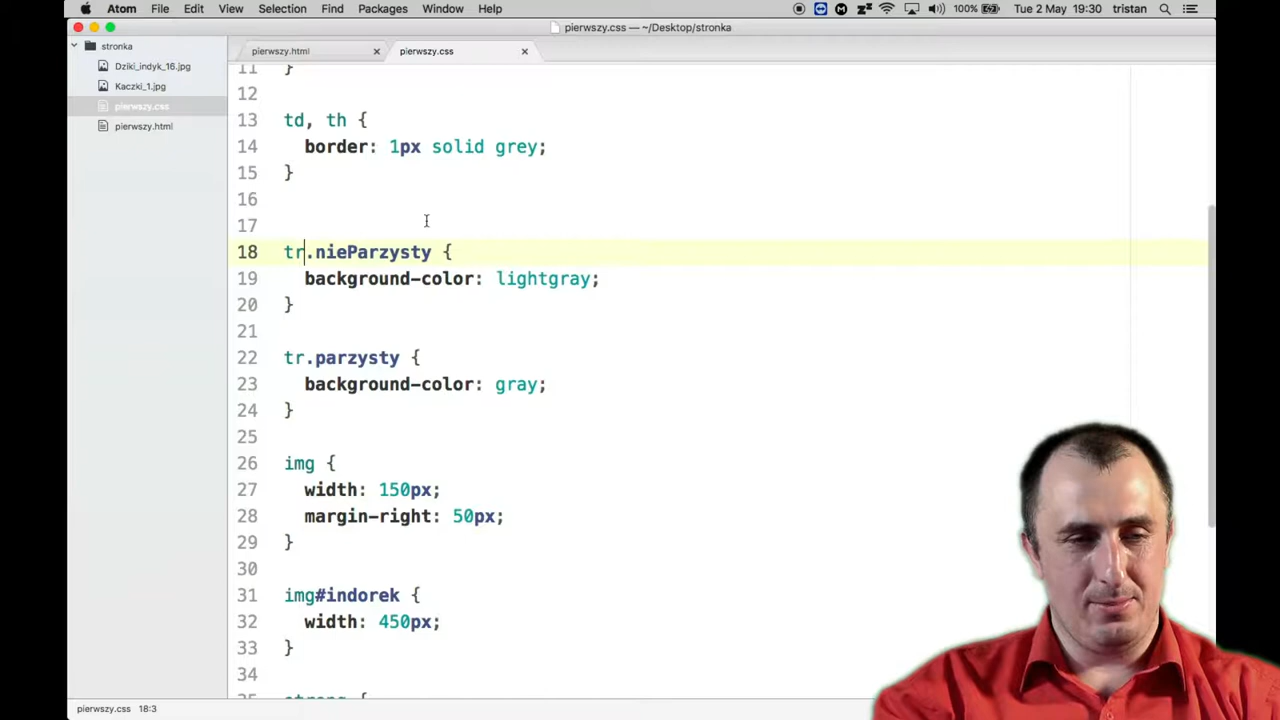 Atom File Edit View Selection Find Packages Window Help 100% Tue 2 May 19:30 tristan
pierwszy.css — ~/Desktop/stronka
stronka
Dziki_indyk_16.jpg
Kaczki_1.jpg
pierwszy.css
pierwszy.html
pierwszy.html pierwszy.css
11 }
12
13 td, th {
14 border: 1px solid grey;
15 }
16
17
18 tr.nieParzysty {
19 background-color: lightgray;
20 }
21
22 tr.parzysty {
23 background-color: gray;
24 }
25
26 img {
27 width: 150px;
28 margin-right: 50px;
29 }
30
31 img#indorek {
32 width: 450px;
33 }
34
35 strong {
pierwszy.css 18:3